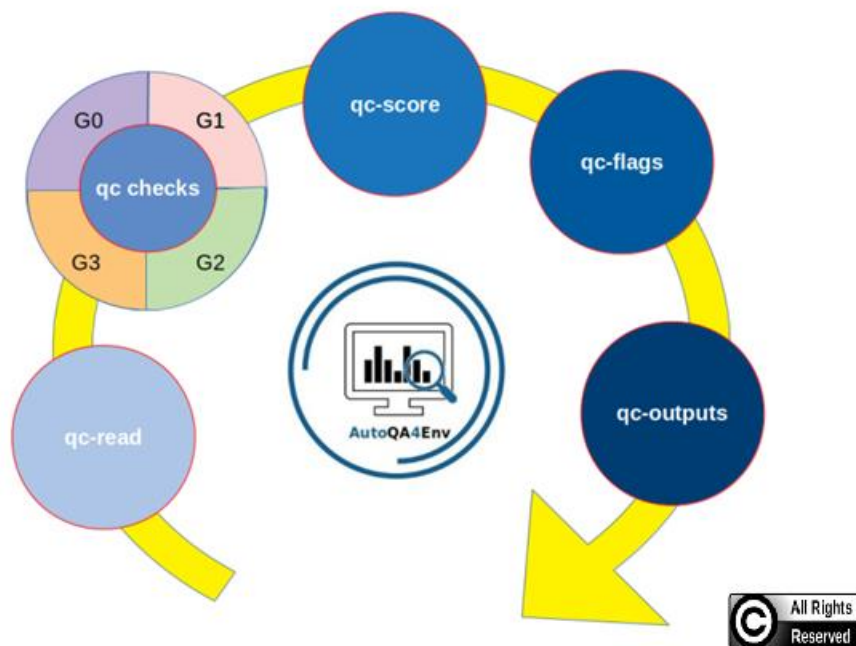 qc-score
G0
G1
qc-flags
qc checks
G3
G2
AutoQA4Env
qc-outputs
qc-read
C
All Rights
Reserved